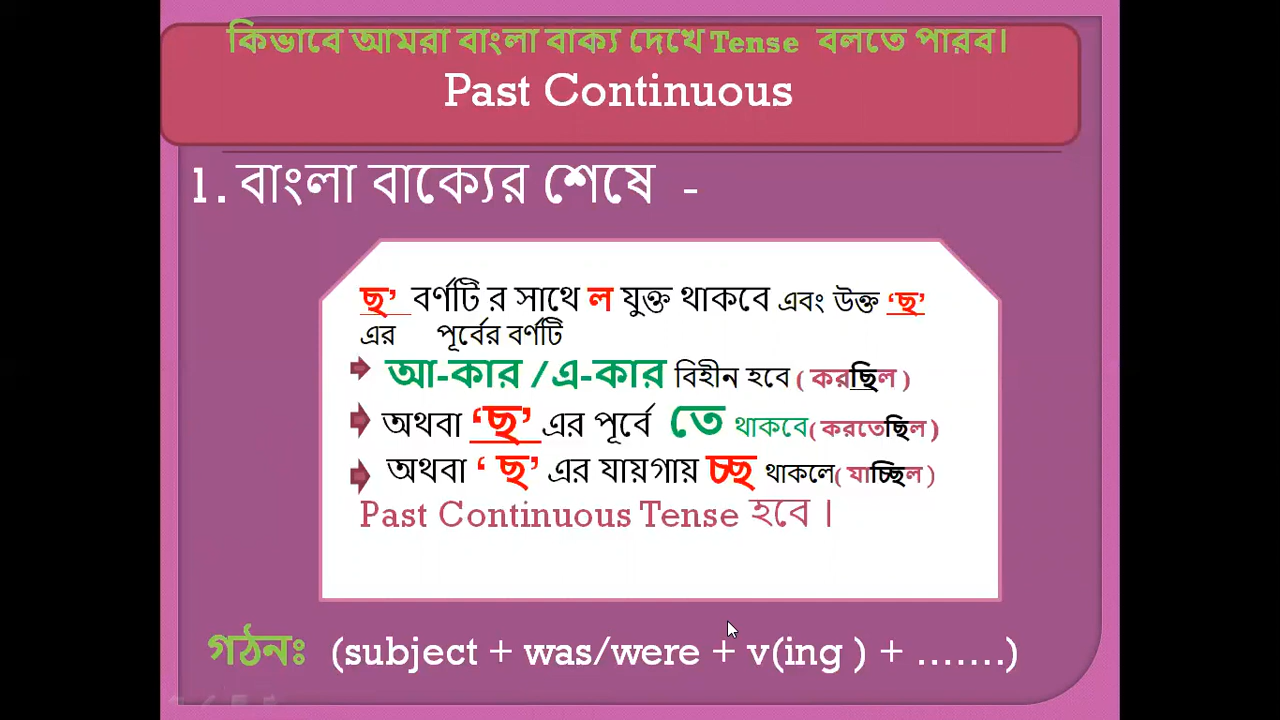 কিভাবে আমরা বাংলা বাক্য দেখে Tense বলতে পারব।
Past Continuous
1. বাংলা বাক্যের শেষে -
ছ’ বর্ণটি র সাথে ল যুক্ত থাকবে এবং উক্ত ‘ছ’
এর পূর্বের বর্ণটি
আ-কার /এ-কার বিহীন হবে ( করছিল )
অথবা ‘ছ’ এর পূর্বে তে থাকবে( করতেছিল )
অথবা ‘ ছ’ এর যায়গায় চ্ছ থাকলে( যাচ্ছিল )
Past Continuous Tense হবে ।
গঠনঃ (subject + was/were + v(ing ) + .......)